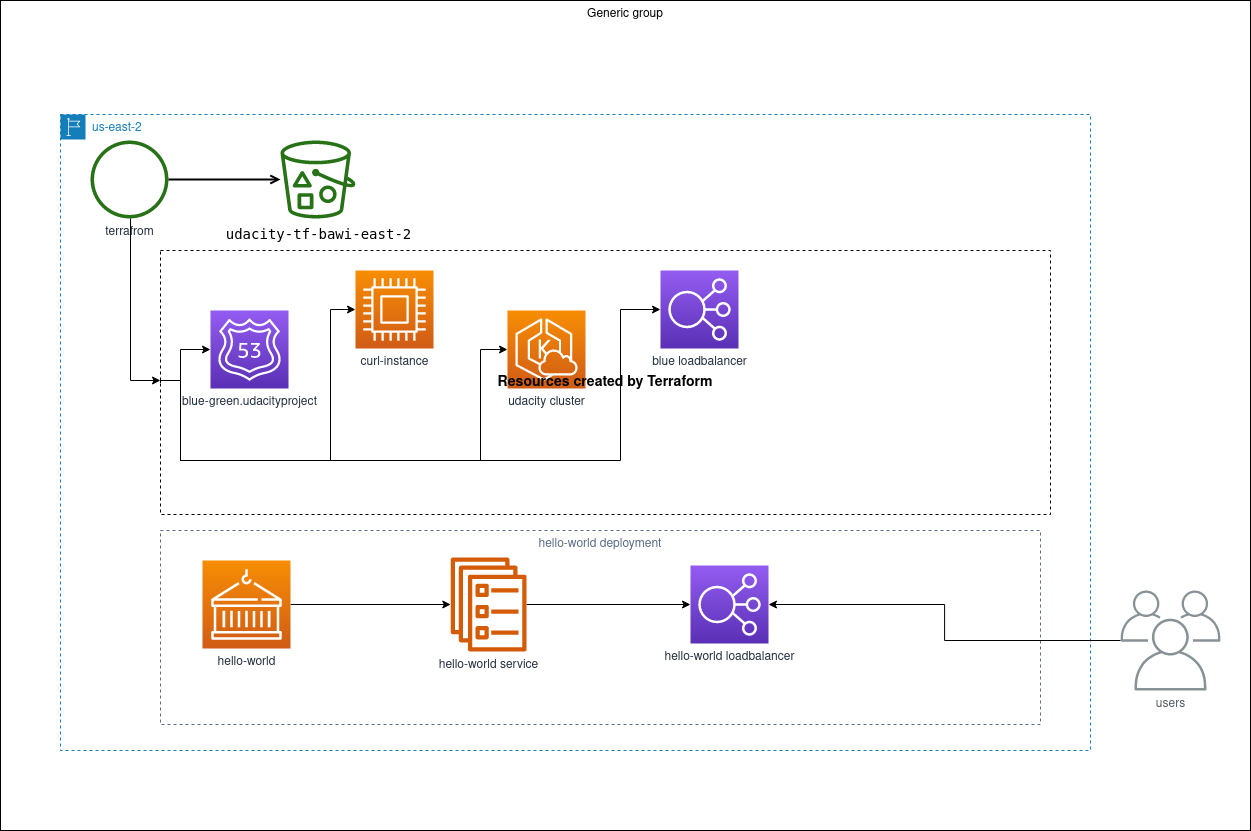 Generic group
us-east-2
terrafrom
udacity-tf-bawi-east-2
53
curl-instance
blue loadbalancer
K
Resources created by Terraform
blue-green.udacityproject
udacity cluster
hello-world deployment
hello-world
hello-world service
hello-world loadbalancer
users